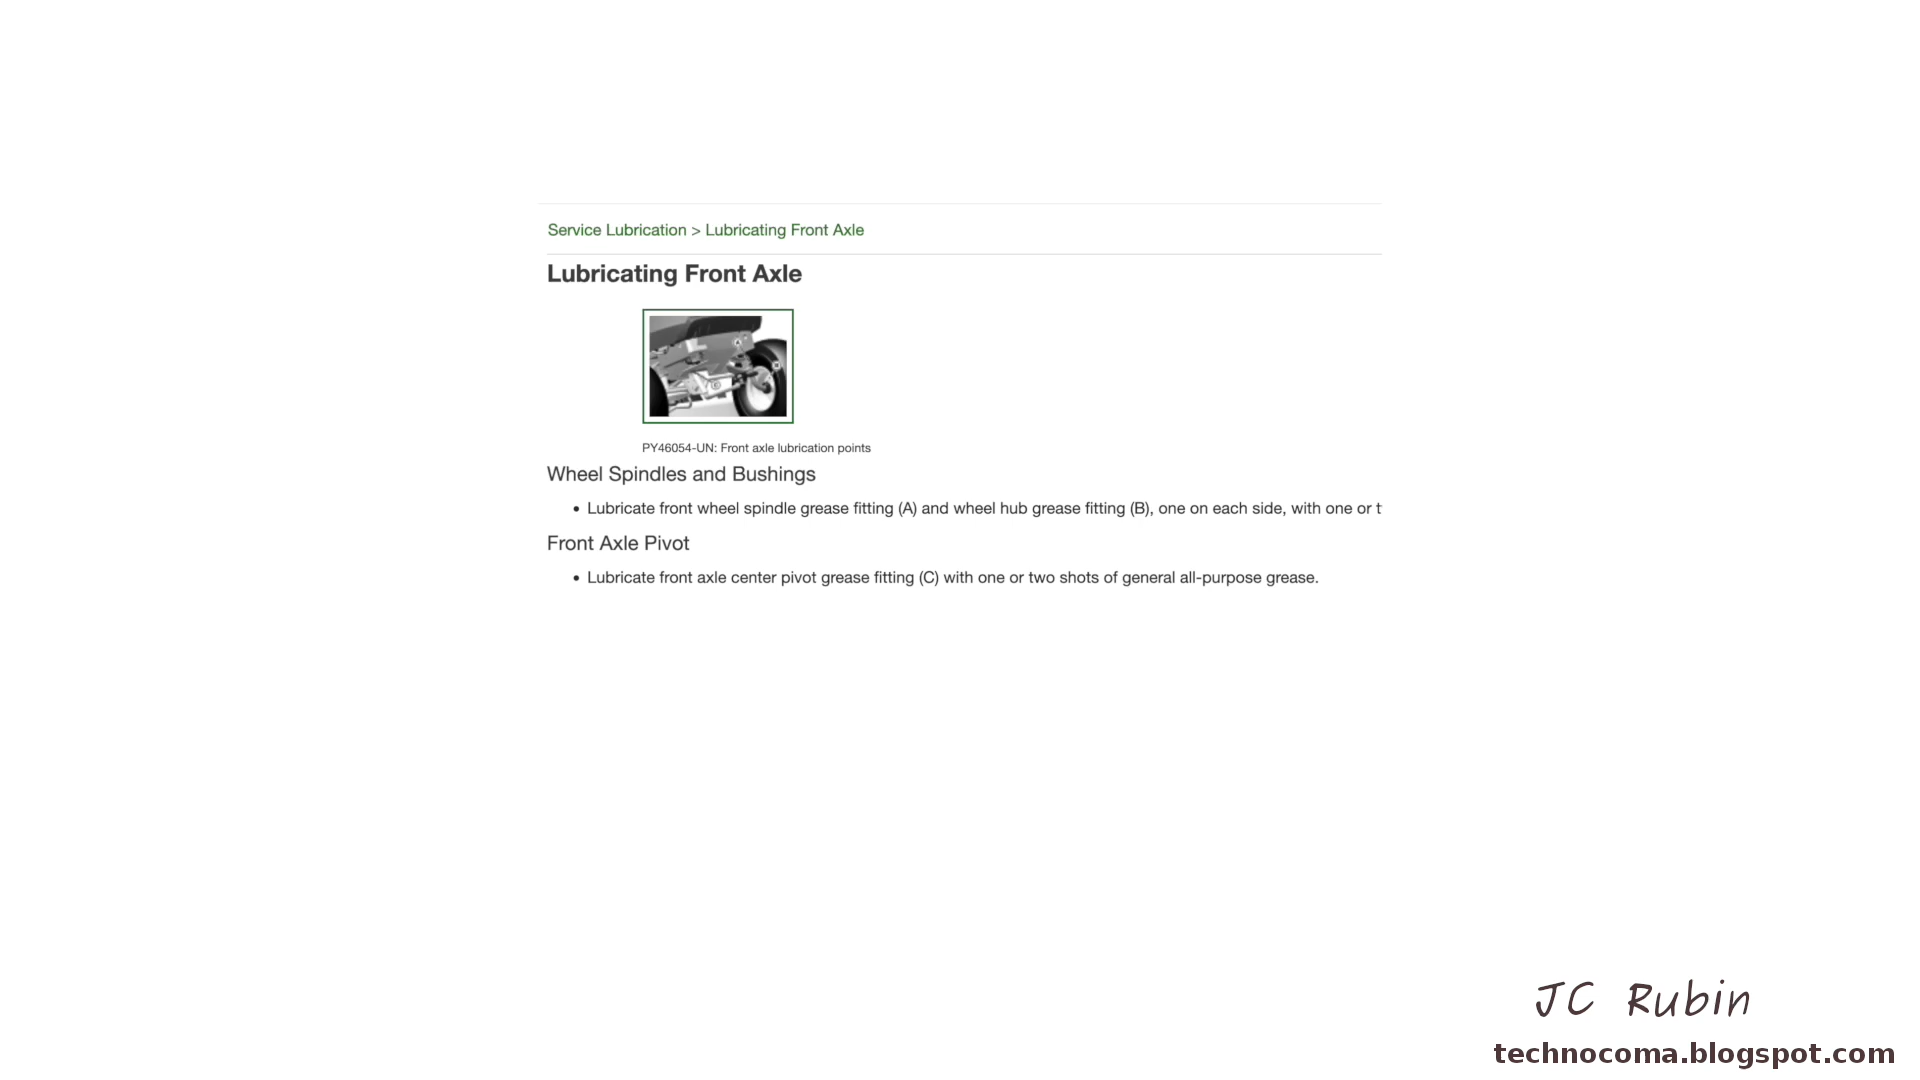 Service Lubrication > Lubricating Front Axle
Lubricating Front Axle
A
B
C
PY46054-UN: Front axle lubrication points
Wheel Spindles and Bushings
• Lubricate front wheel spindle grease fitting (A) and wheel hub grease fitting (B), one on each side, with one or t
Front Axle Pivot
• Lubricate front axle center pivot grease fitting (C) with one or two shots of general all-purpose grease.
JC Rubin
technocoma.blogspot.com